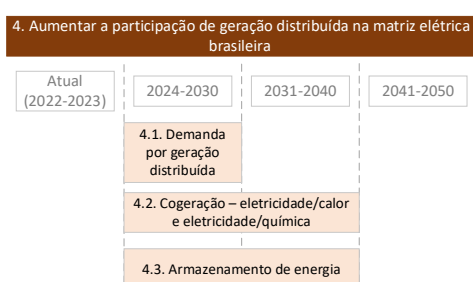 4. Aumentar a participação de geração distribuída na matriz elétrica
brasileira
Atual
(2022-2023)
2024-2030
2031-2040
2041-2050
4.1. Demanda
por geração
distribuída
4.2. Cogeração – eletricidade/calor
e eletricidade/química
4.3. Armazenamento de energia